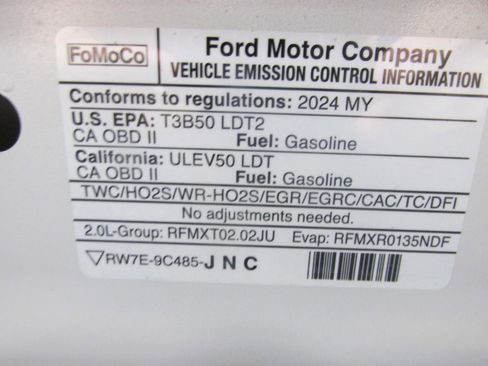 FoMoCo
Ford Motor Company
VEHICLE EMISSION CONTROL INFORMATION
Conforms to regulations: 2024 MY
U.S. EPA: T3B50 LDT2
CA OBD II Fuel: Gasoline
California: ULEV50 LDT
CA OBD II Fuel: Gasoline
TWC/HO2S/WR-HO2S/EGR/EGRC/CAC/TC/DFI
No adjustments needed.
2.0L-Group: RFMXT02.02JU Evap: RFMXR0135NDF
RW7E-9C485-JNC